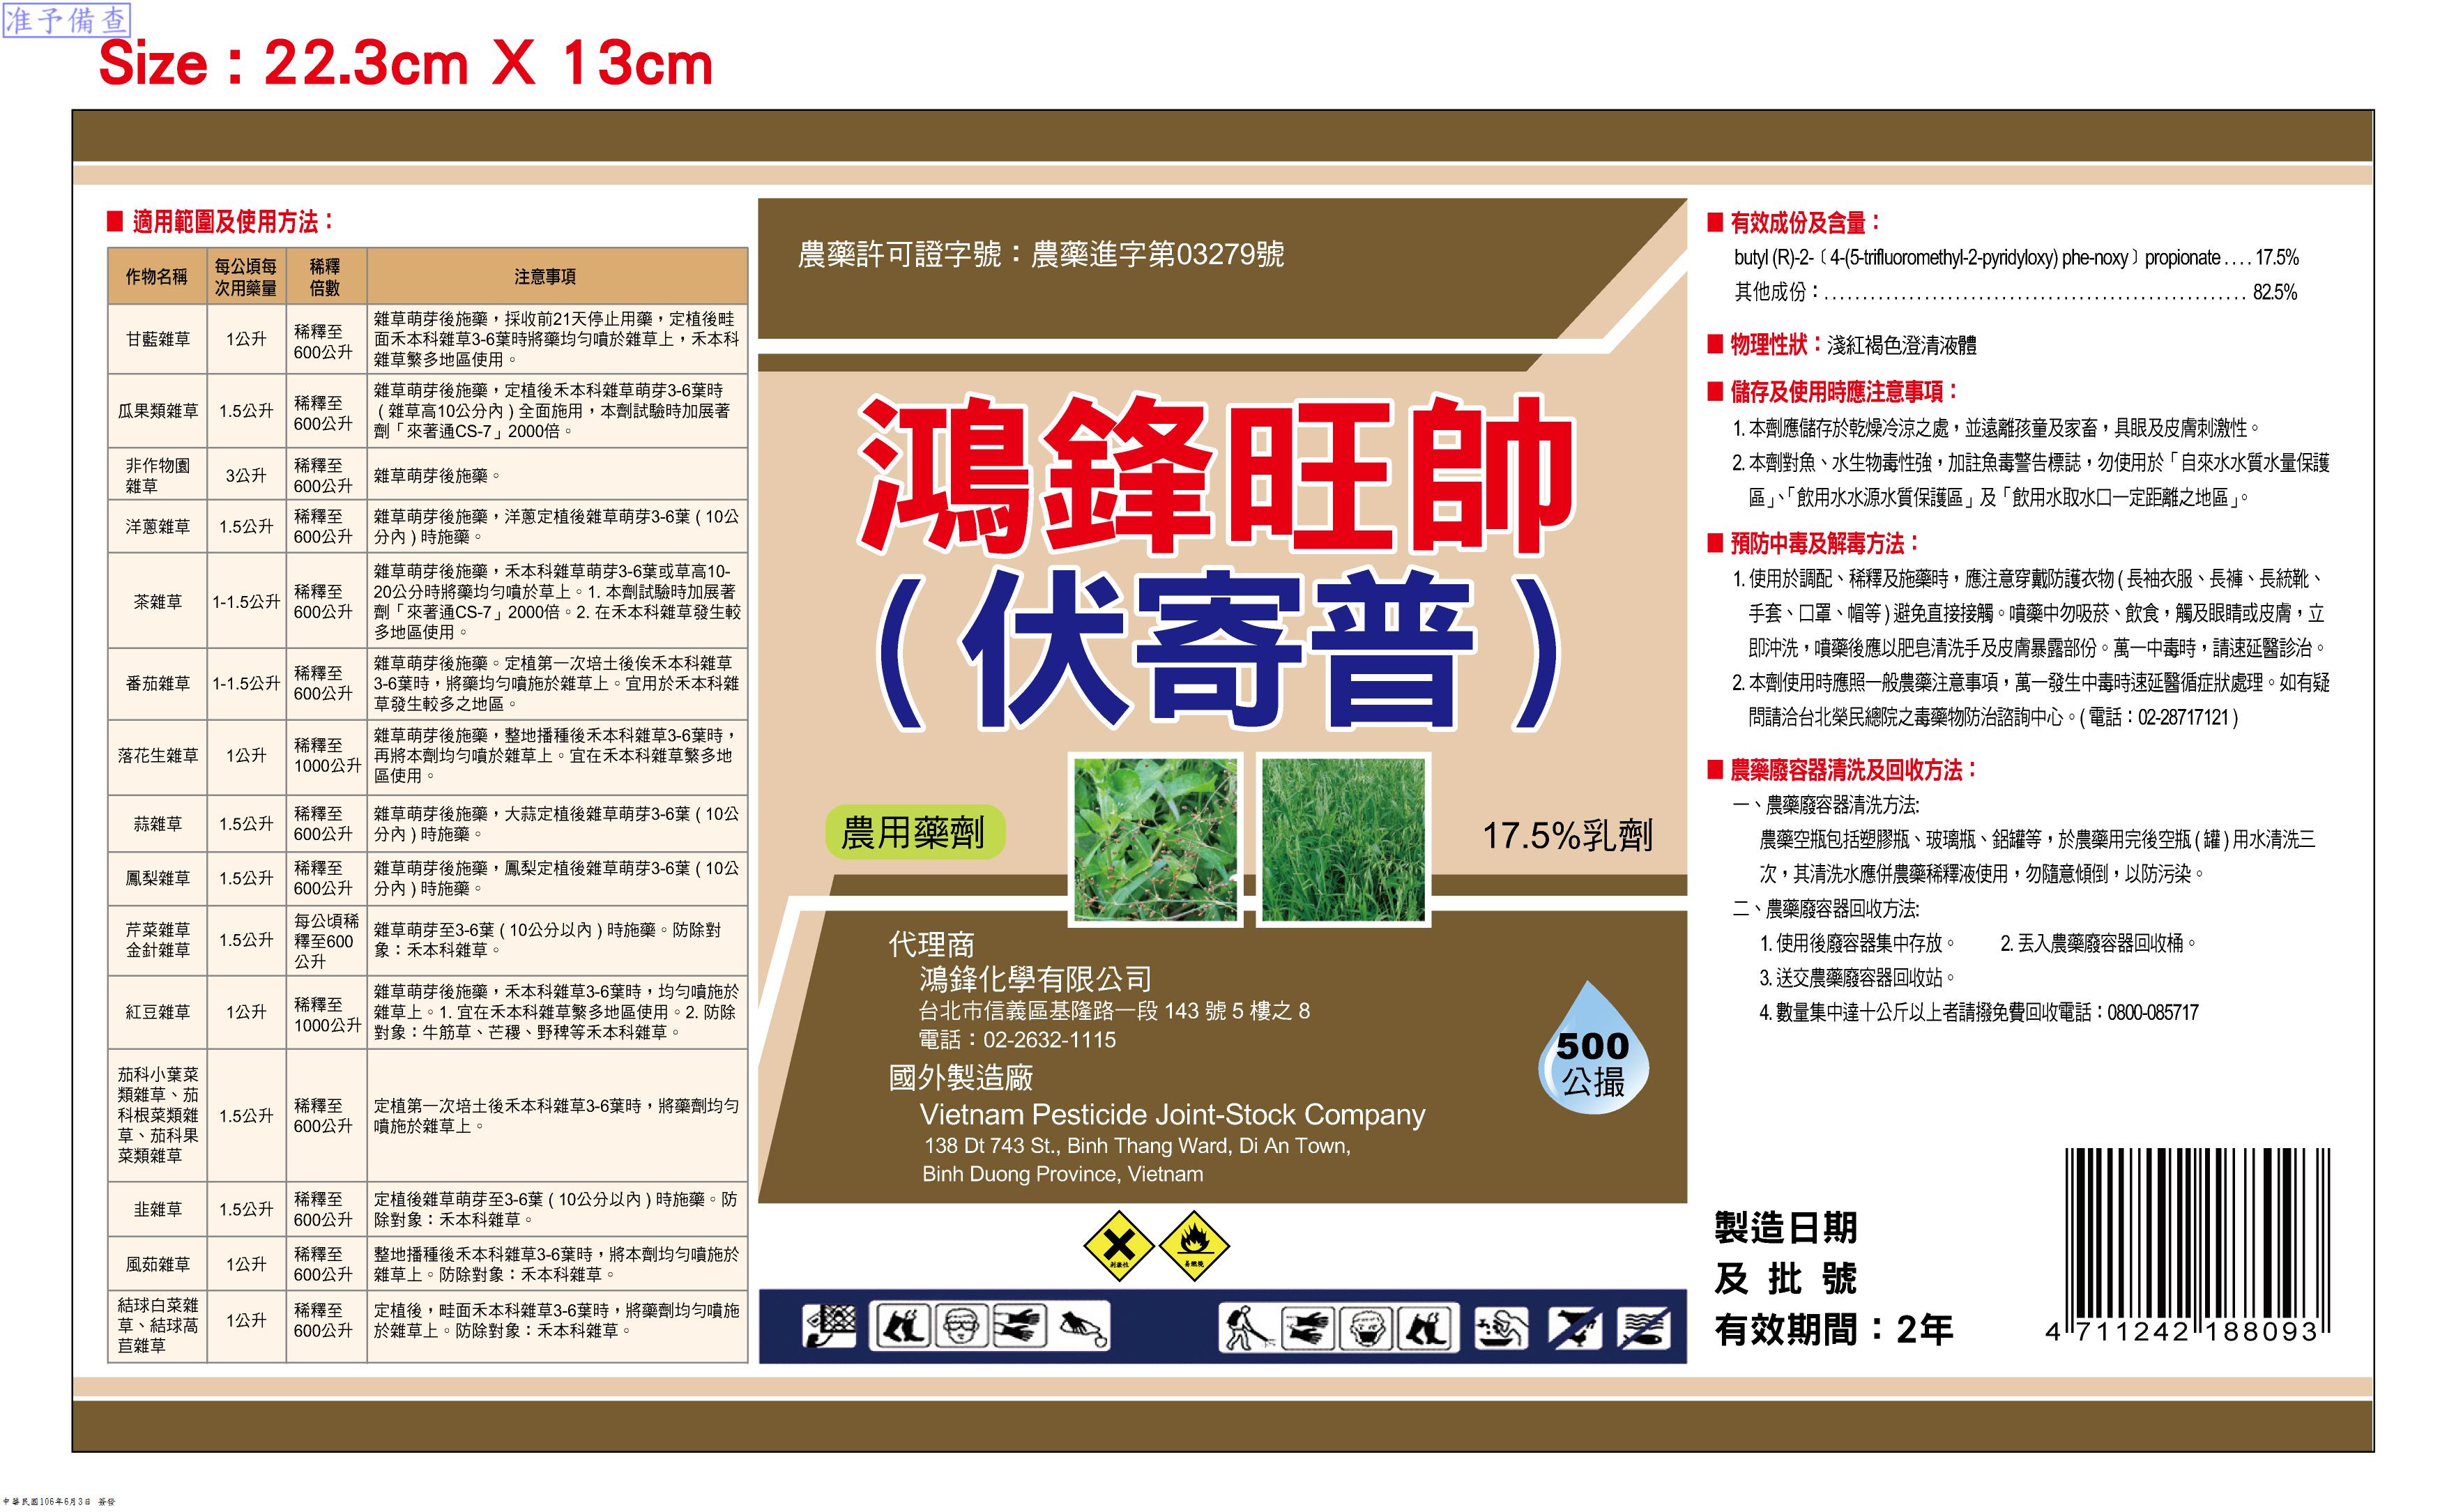 准予備查
Size：22.3cm X 13cm
■ 適用範圍及使用方法：
作物名稱
每公頃每
次用藥量
稀釋
倍數
注意事項
甘藍雜草
1公升
稀釋至
600公升
雜草萌芽後施藥，採收前21天停止用藥，定植後畦
面禾本科雜草3-6葉時將藥均勻噴於雜草上，禾本科
雜草繁多地區使用。
瓜果類雜草
1.5公升
稀釋至
600公升
雜草萌芽後施藥，定植後禾本科雜草萌芽3-6葉時
(雜草高10公分內)全面施用，本劑試驗時加展著
劑「來著通CS-7」2000倍。
非作物園
雜草
3公升
稀釋至
600公升
雜草萌芽後施藥。
洋蔥雜草
1.5公升
稀釋至
600公升
雜草萌芽後施藥，洋蔥定植後雜草萌芽3-6葉(10公
分內)時施藥。
茶雜草
1-1.5公升
稀釋至
600公升
雜草萌芽後施藥，禾本科雜草萌芽3-6葉或草高10-
20公分時將藥均勻噴於草上。1. 本劑試驗時加展著
劑「來著通CS-7」2000倍。2. 在禾本科雜草發生較
多地區使用。
番茄雜草
1-1.5公升
稀釋至
600公升
雜草萌芽後施藥。定植第一次培土後俟禾本科雜草
3-6葉時，將藥均勻噴施於雜草上。宜用於禾本科雜
草發生較多之地區。
落花生雜草
1公升
稀釋至
1000公升
雜草萌芽後施藥，整地播種後禾本科雜草3-6葉時，
再將本劑均勻噴於雜草上。宜在禾本科雜草繁多地
區使用。
蒜雜草
1.5公升
稀釋至
600公升
雜草萌芽後施藥，大蒜定植後雜草萌芽3-6葉(10公
分內)時施藥。
鳳梨雜草
1.5公升
稀釋至
600公升
雜草萌芽後施藥，鳳梨定植後雜草萌芽3-6葉(10公
分內)時施藥。
芹菜雜草
金針雜草
1.5公升
每公頃稀
釋至600
公升
雜草萌芽至3-6葉(10公分以內)時施藥。防除對
象：禾本科雜草。
紅豆雜草
1公升
稀釋至
1000公升
雜草萌芽後施藥，禾本科雜草3-6葉時，均勻噴施於
雜草上。1. 宜在禾本科雜草繁多地區使用。2. 防除
對象：牛筋草、芒稷、野稗等禾本科雜草。
茄科小葉菜
類雜草、茄
科根菜類雜
草、茄科果
菜類雜草
1.5公升
稀釋至
600公升
定植第一次培土後禾本科雜草3-6葉時，將藥劑均勻
噴施於雜草上。
韭雜草
1.5公升
稀釋至
600公升
定植後雜草萌芽至3-6葉(10公分以內)時施藥。防
除對象：禾本科雜草。
風茹雜草
1公升
稀釋至
600公升
整地播種後禾本科雜草3-6葉時，將本劑均勻噴施於
雜草上。防除對象：禾本科雜草。
結球白菜雜
草、結球萵
苣雜草
1公升
稀釋至
600公升
定植後，畦面禾本科雜草3-6葉時，將藥劑均勻噴施
於雜草上。防除對象：禾本科雜草。
農藥許可證字號：農藥進字第03279號
鴻鋒旺帥
(伏寄普)
農用藥劑
17.5%乳劑
代理商
鴻鋒化學有限公司
台北市信義區基隆路一段 143 號 5 樓之 8
電話：02-2632-1115
國外製造廠
Vietnam Pesticide Joint-Stock Company
138 Dt 743 St., Binh Thang Ward, Di An Town,
Binh Duong Province, Vietnam
500
公撮
刺激性
易燃燒
■ 有效成份及含量：
butyl (R)-2-〔4-(5-trifluoromethyl-2-pyridyloxy) phe-noxy〕propionate . . . . 17.5%
其他成份：. . . . . . . . . . . . . . . . . . . . . . . . . . . . . . . . . . . . . . . . . . . . . . . . . . . . . . . 82.5%
■ 物理性狀：淺紅褐色澄清液體
■ 儲存及使用時應注意事項：
1. 本劑應儲存於乾燥冷涼之處，並遠離孩童及家畜，具眼及皮膚刺激性。
2. 本劑對魚、水生物毒性強，加註魚毒警告標誌，勿使用於「自來水水質水量保護
區」、「飲用水水源水質保護區」及「飲用水取水口一定距離之地區」。
■ 預防中毒及解毒方法：
1. 使用於調配、稀釋及施藥時，應注意穿戴防護衣物(長袖衣服、長褲、長統靴、
手套、口罩、帽等)避免直接接觸。噴藥中勿吸菸、飲食，觸及眼睛或皮膚，立
即沖洗，噴藥後應以肥皂清洗手及皮膚暴露部份。萬一中毒時，請速延醫診治。
2. 本劑使用時應照一般農藥注意事項，萬一發生中毒時速延醫循症狀處理。如有疑
問請洽台北榮民總院之毒藥物防治諮詢中心。(電話：02-28717121)
■ 農藥廢容器清洗及回收方法：
一、農藥廢容器清洗方法:
農藥空瓶包括塑膠瓶、玻璃瓶、鋁罐等，於農藥用完後空瓶(罐)用水清洗三
次，其清洗水應併農藥稀釋液使用，勿隨意傾倒，以防污染。
二、農藥廢容器回收方法:
1. 使用後廢容器集中存放。 2. 丟入農藥廢容器回收桶。
3. 送交農藥廢容器回收站。
4. 數量集中達十公斤以上者請撥免費回收電話：0800-085717
製造日期
及 批 號
有效期間：2年
4 711242 188093
中華民國106年6月3日 簽發